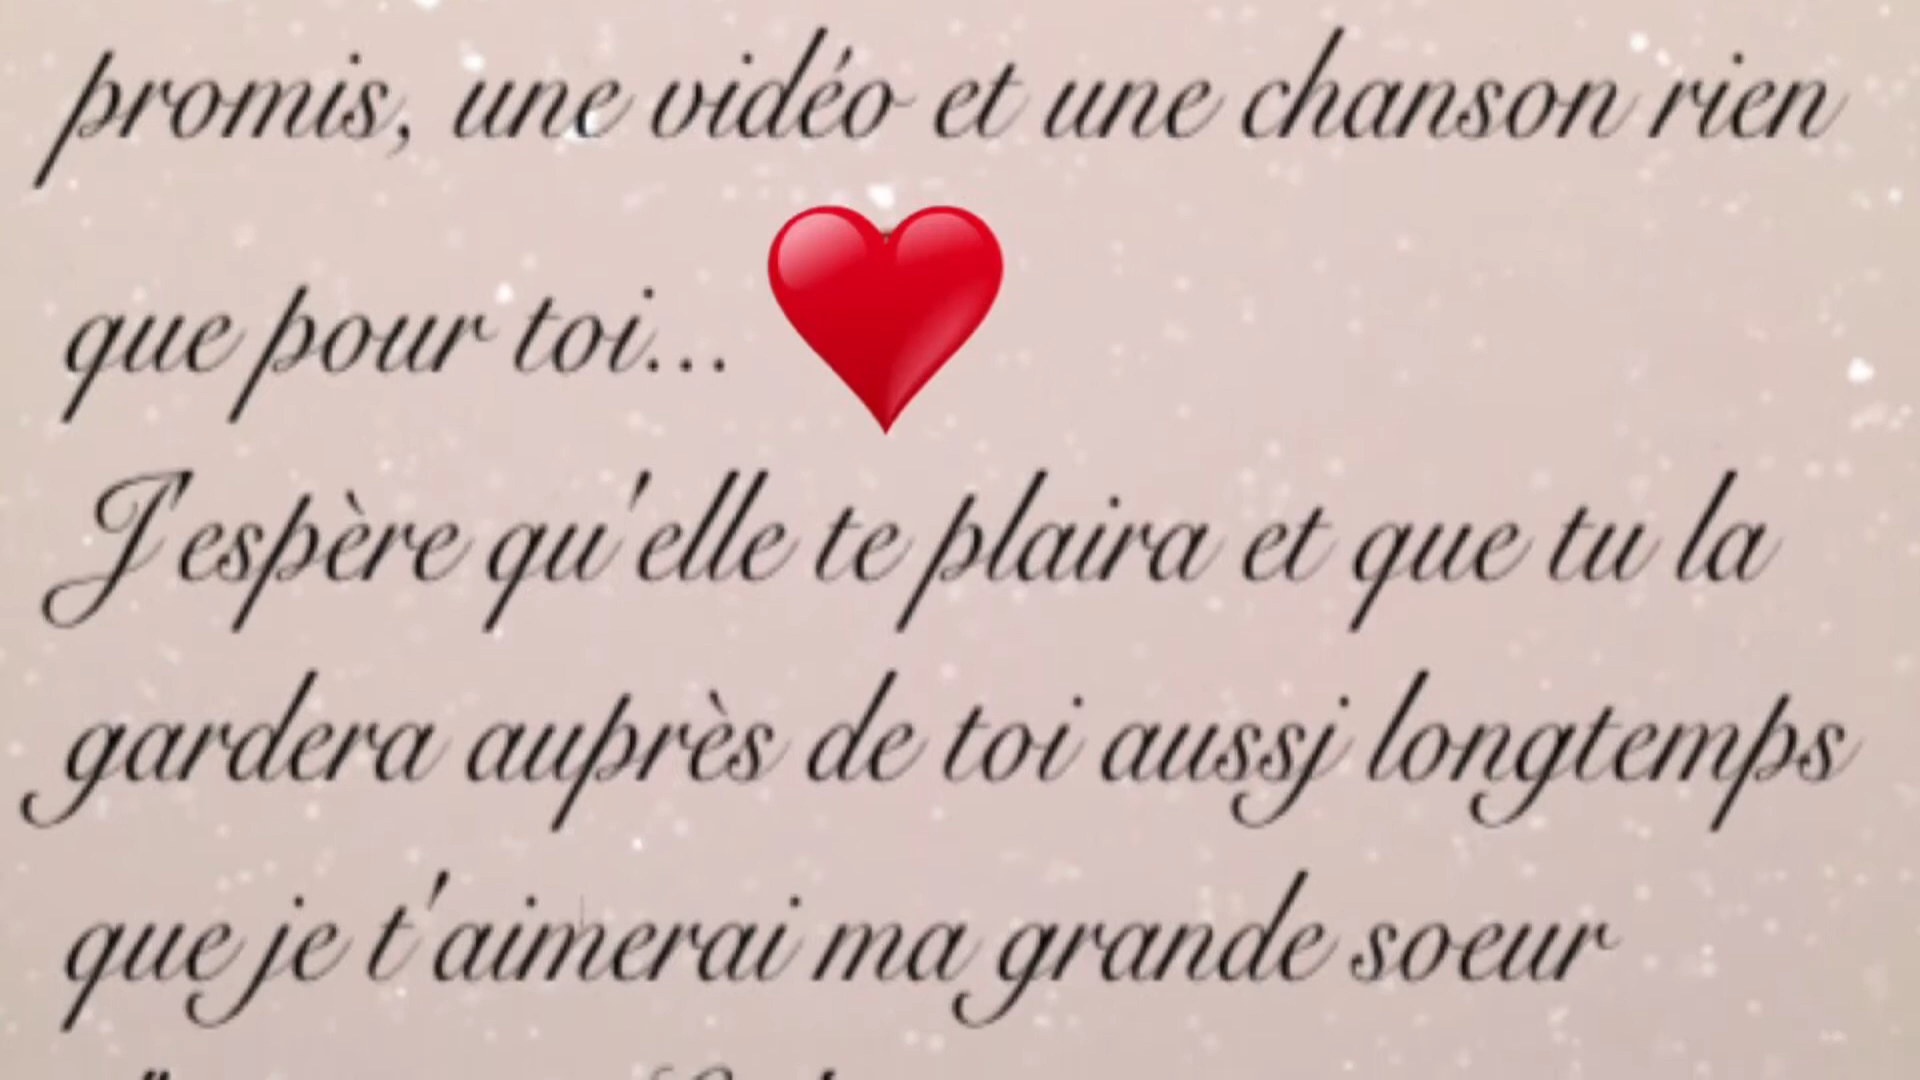 promis, une vidéo et une chanson rien
que pour toi... ❤
J'espère qu'elle te plaira et que tu la
gardera auprès de toi aussj longtemps
que je t'aimerai ma grande soeur